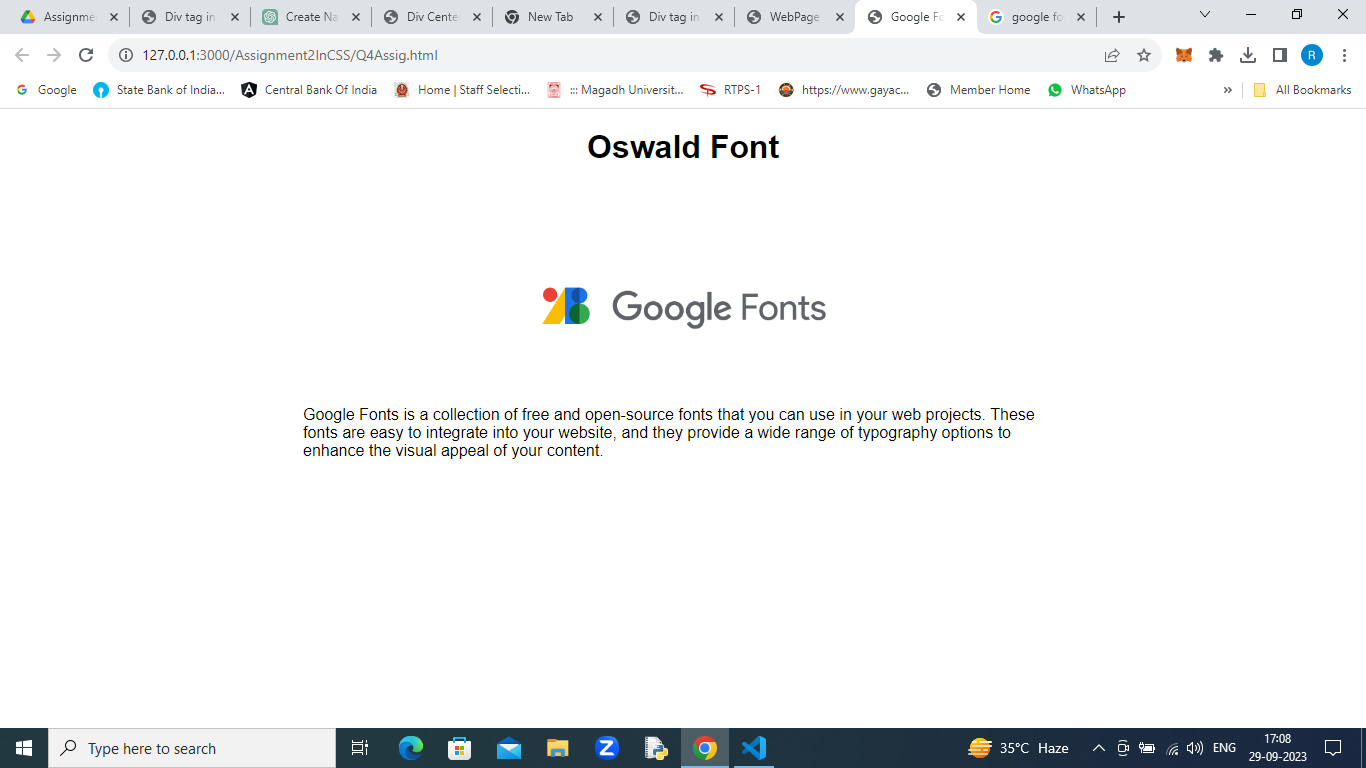 Assignme
Div tag in
Create Na
Div Cente
New Tab
Div tag in
WebPage
Google Fo
google fo
127.0.0.1:3000/Assignment2InCSS/Q4Assig.html
R
Google
State Bank of India...
Central Bank Of India
Home | Staff Selecti...
::: Magadh Universit...
RTPS-1
https://www.gayac...
Member Home
WhatsApp
»
All Bookmarks
Oswald Font
Google Fonts
Google Fonts is a collection of free and open-source fonts that you can use in your web projects. These
fonts are easy to integrate into your website, and they provide a wide range of typography options to
enhance the visual appeal of your content.
Type here to search
35°C Haze
ENG
17:08
29-09-2023